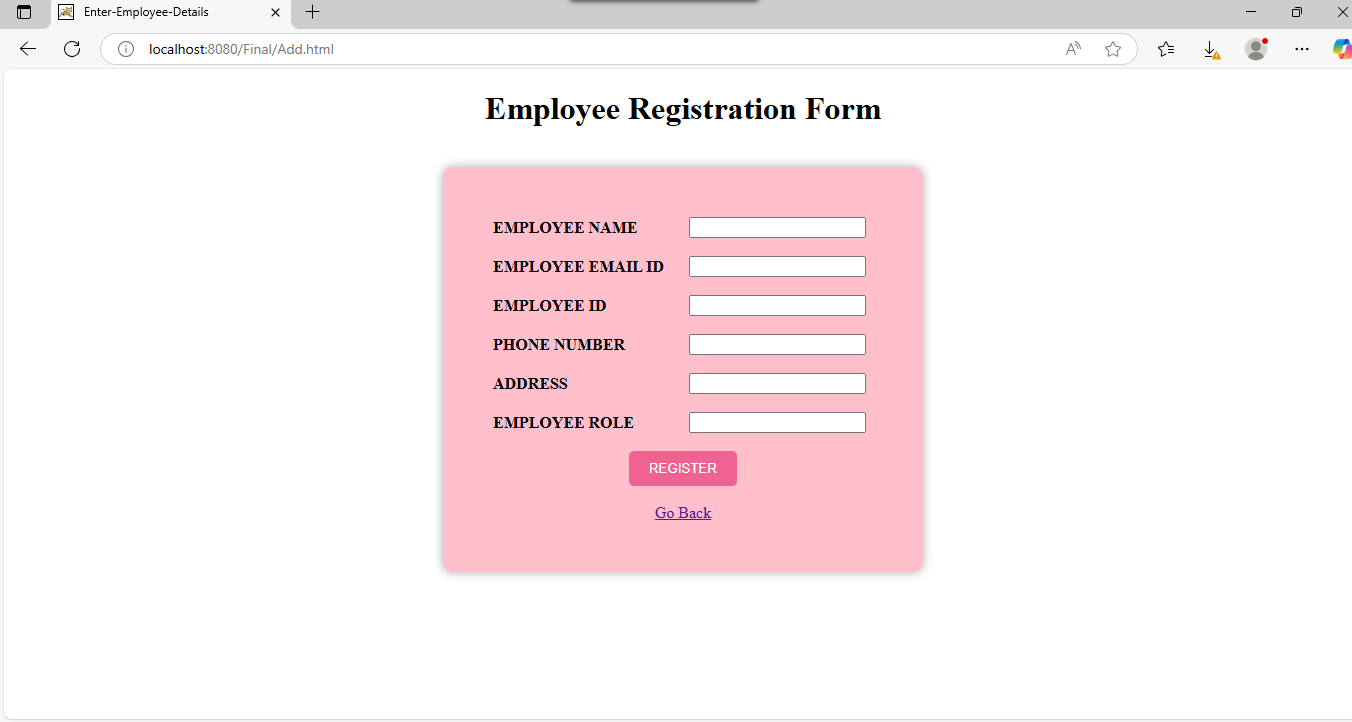 Enter-Employee-Details
localhost:8080/Final/Add.html
Employee Registration Form
EMPLOYEE NAME
EMPLOYEE EMAIL ID
EMPLOYEE ID
PHONE NUMBER
ADDRESS
EMPLOYEE ROLE
REGISTER
Go Back